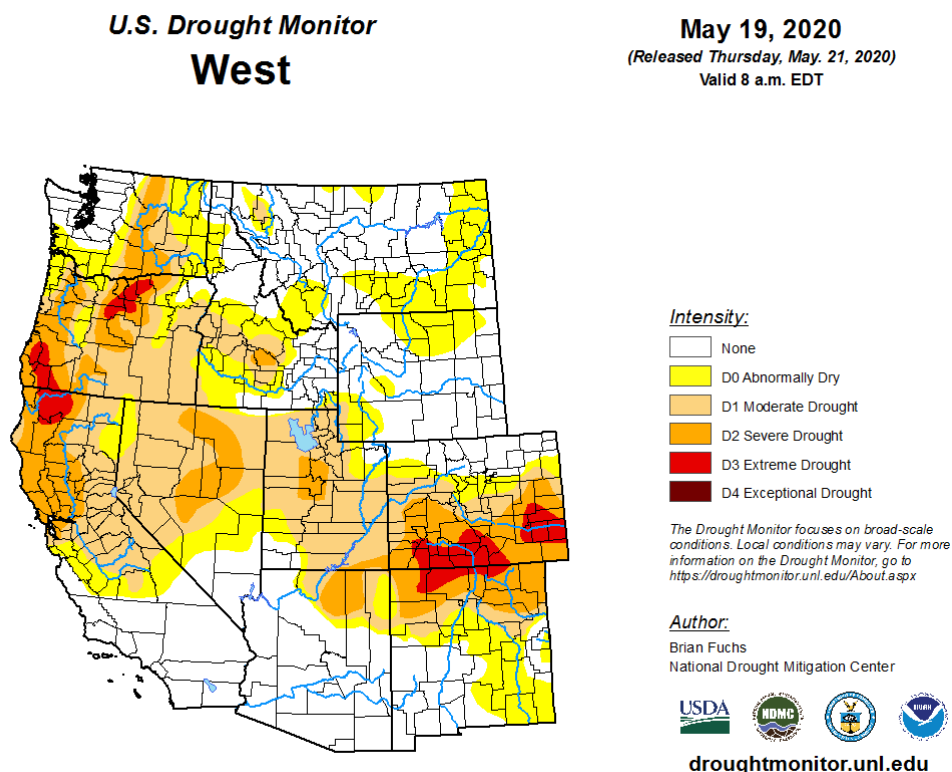 U.S. Drought Monitor
West
May 19, 2020
(Released Thursday, May. 21, 2020)
Valid 8 a.m. EDT
Intensity:
None
D0 Abnormally Dry
D1 Moderate Drought
D2 Severe Drought
D3 Extreme Drought
D4 Exceptional Drought
The Drought Monitor focuses on broad-scale
conditions. Local conditions may vary. For more
information on the Drought Monitor, go to
https://droughtmonitor.unl.edu/About.aspx
Author:
Brian Fuchs
National Drought Mitigation Center
USDA
NDMC
droughtmonitor.unl.edu